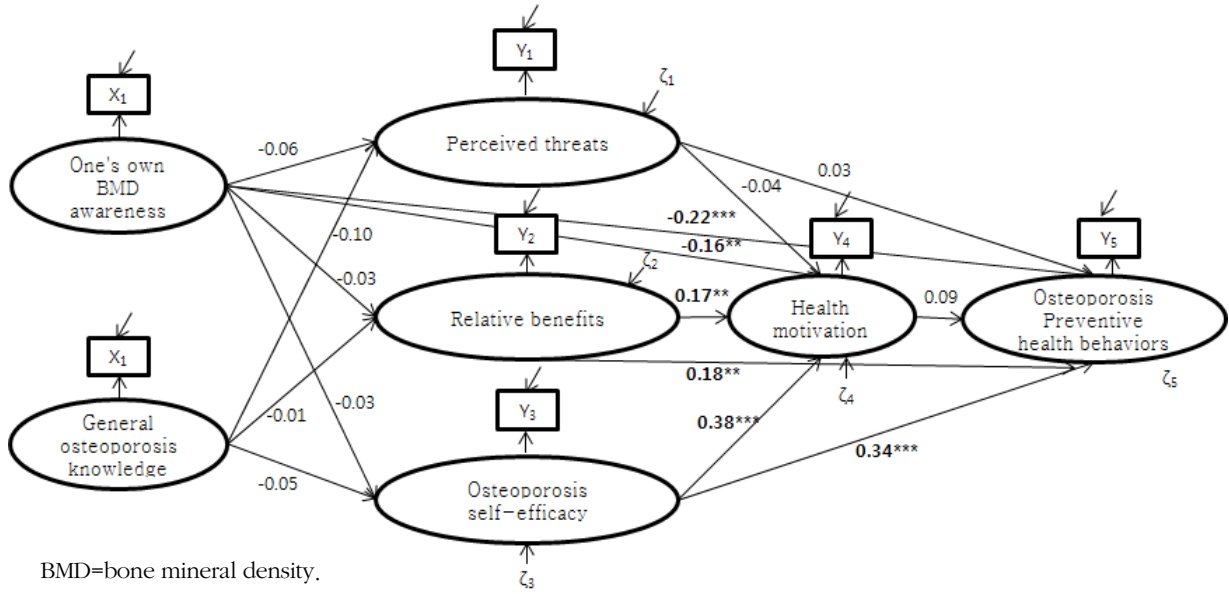 Y₁
ζ₁
X₁
One's own
BMD
awareness
-0.06
Perceived threats
0.03
-0.04
-0.10
-0.22***
-0.16**
Y₂
Y₄
Y₅
ζ₂
-0.03
Relative benefits
0.17**
Health
motivation
0.09
Osteoporosis
Preventive
health behaviors
X₁
0.18**
ζ₄
ζ₅
-0.01
-0.03
Y₃
0.38***
General
osteoporosis
knowledge
0.34***
-0.05
Osteoporosis
self-efficacy
ζ₃
BMD=bone mineral density.